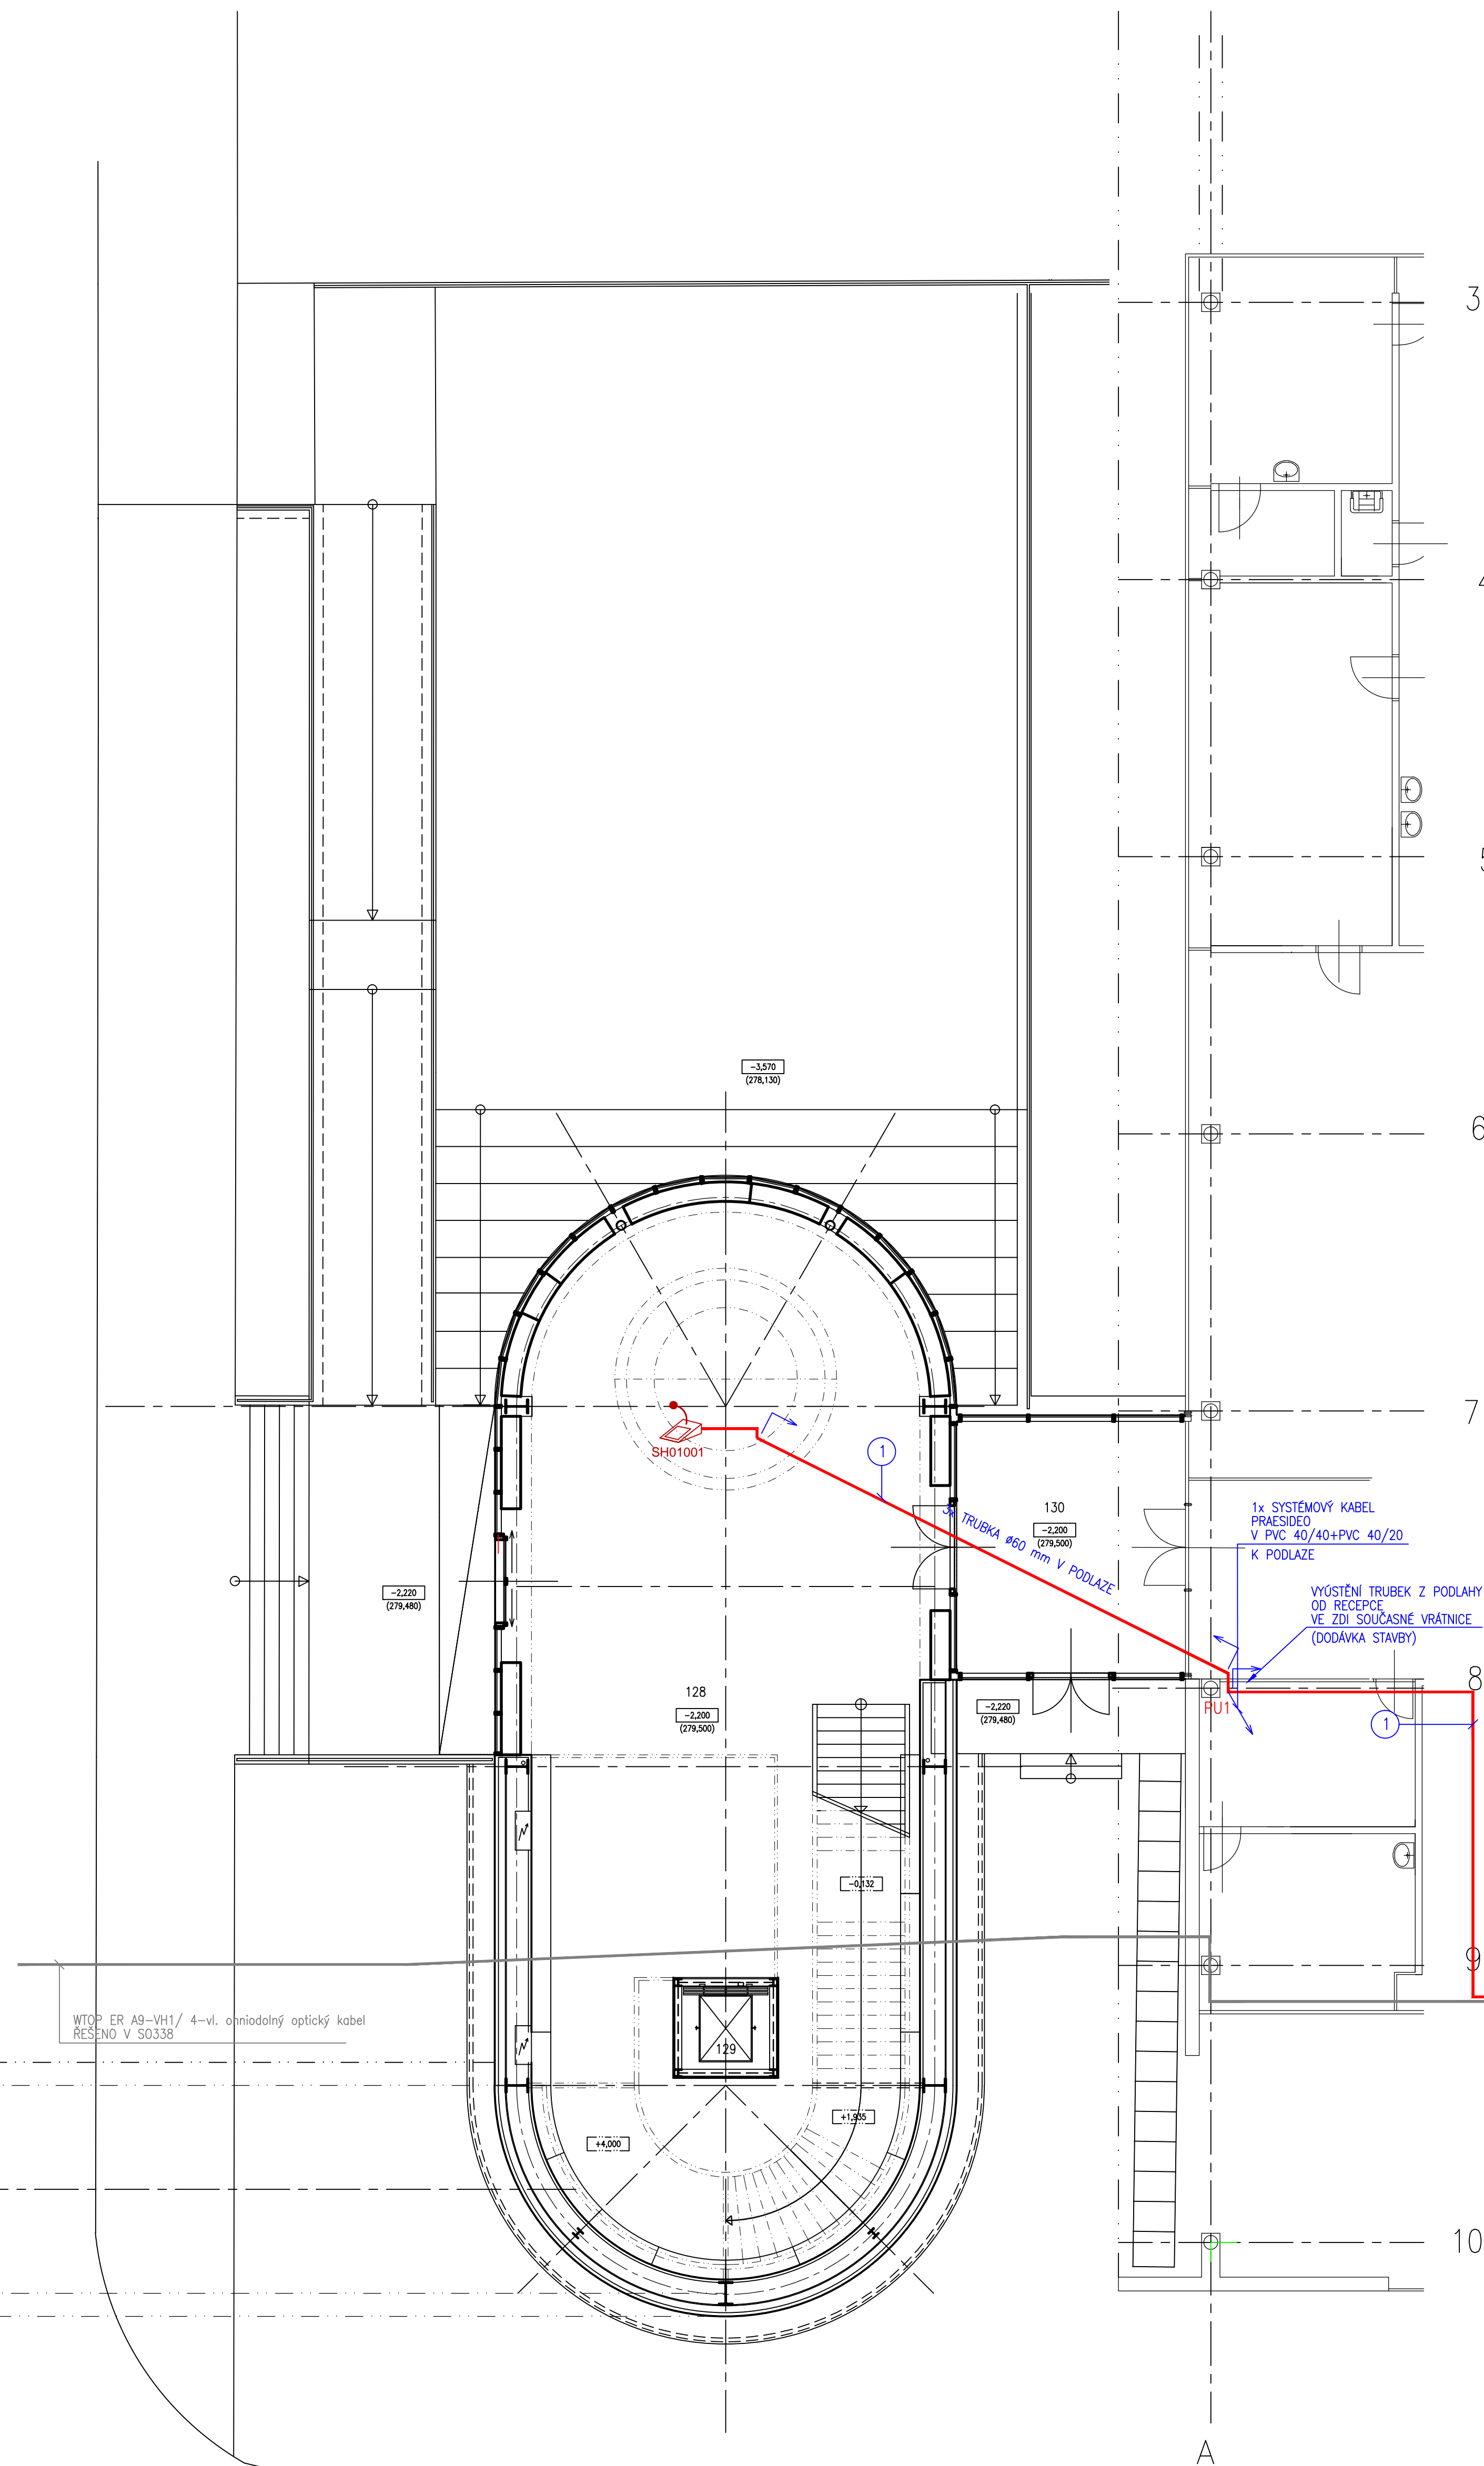 3
4
5
−3,570
(278,130)
6
7
SH01001
1
3x TRUBKA ø60 mm V PODLAZE
130
−2,200
(279,500)
1x SYSTÉMOVÝ KABEL
PRAESIDEO
V PVC 40/40+PVC 40/20
K PODLAZE
VYÚSTĚNÍ TRUBEK Z PODLAHY
OD RECEPCE
VE ZDI SOUČASNÉ VRÁTNICE
(DODÁVKA STAVBY)
−2,220
(279,480)
128
−2,200
(279,500)
−2,220
(279,480)
8
PU1
1
−0,132
9
WTOP ER A9−VH1/ 4−vl. ohniodolný optický kabel
ŘEŠENO V SO338
129
+1,935
+4,000
10
A